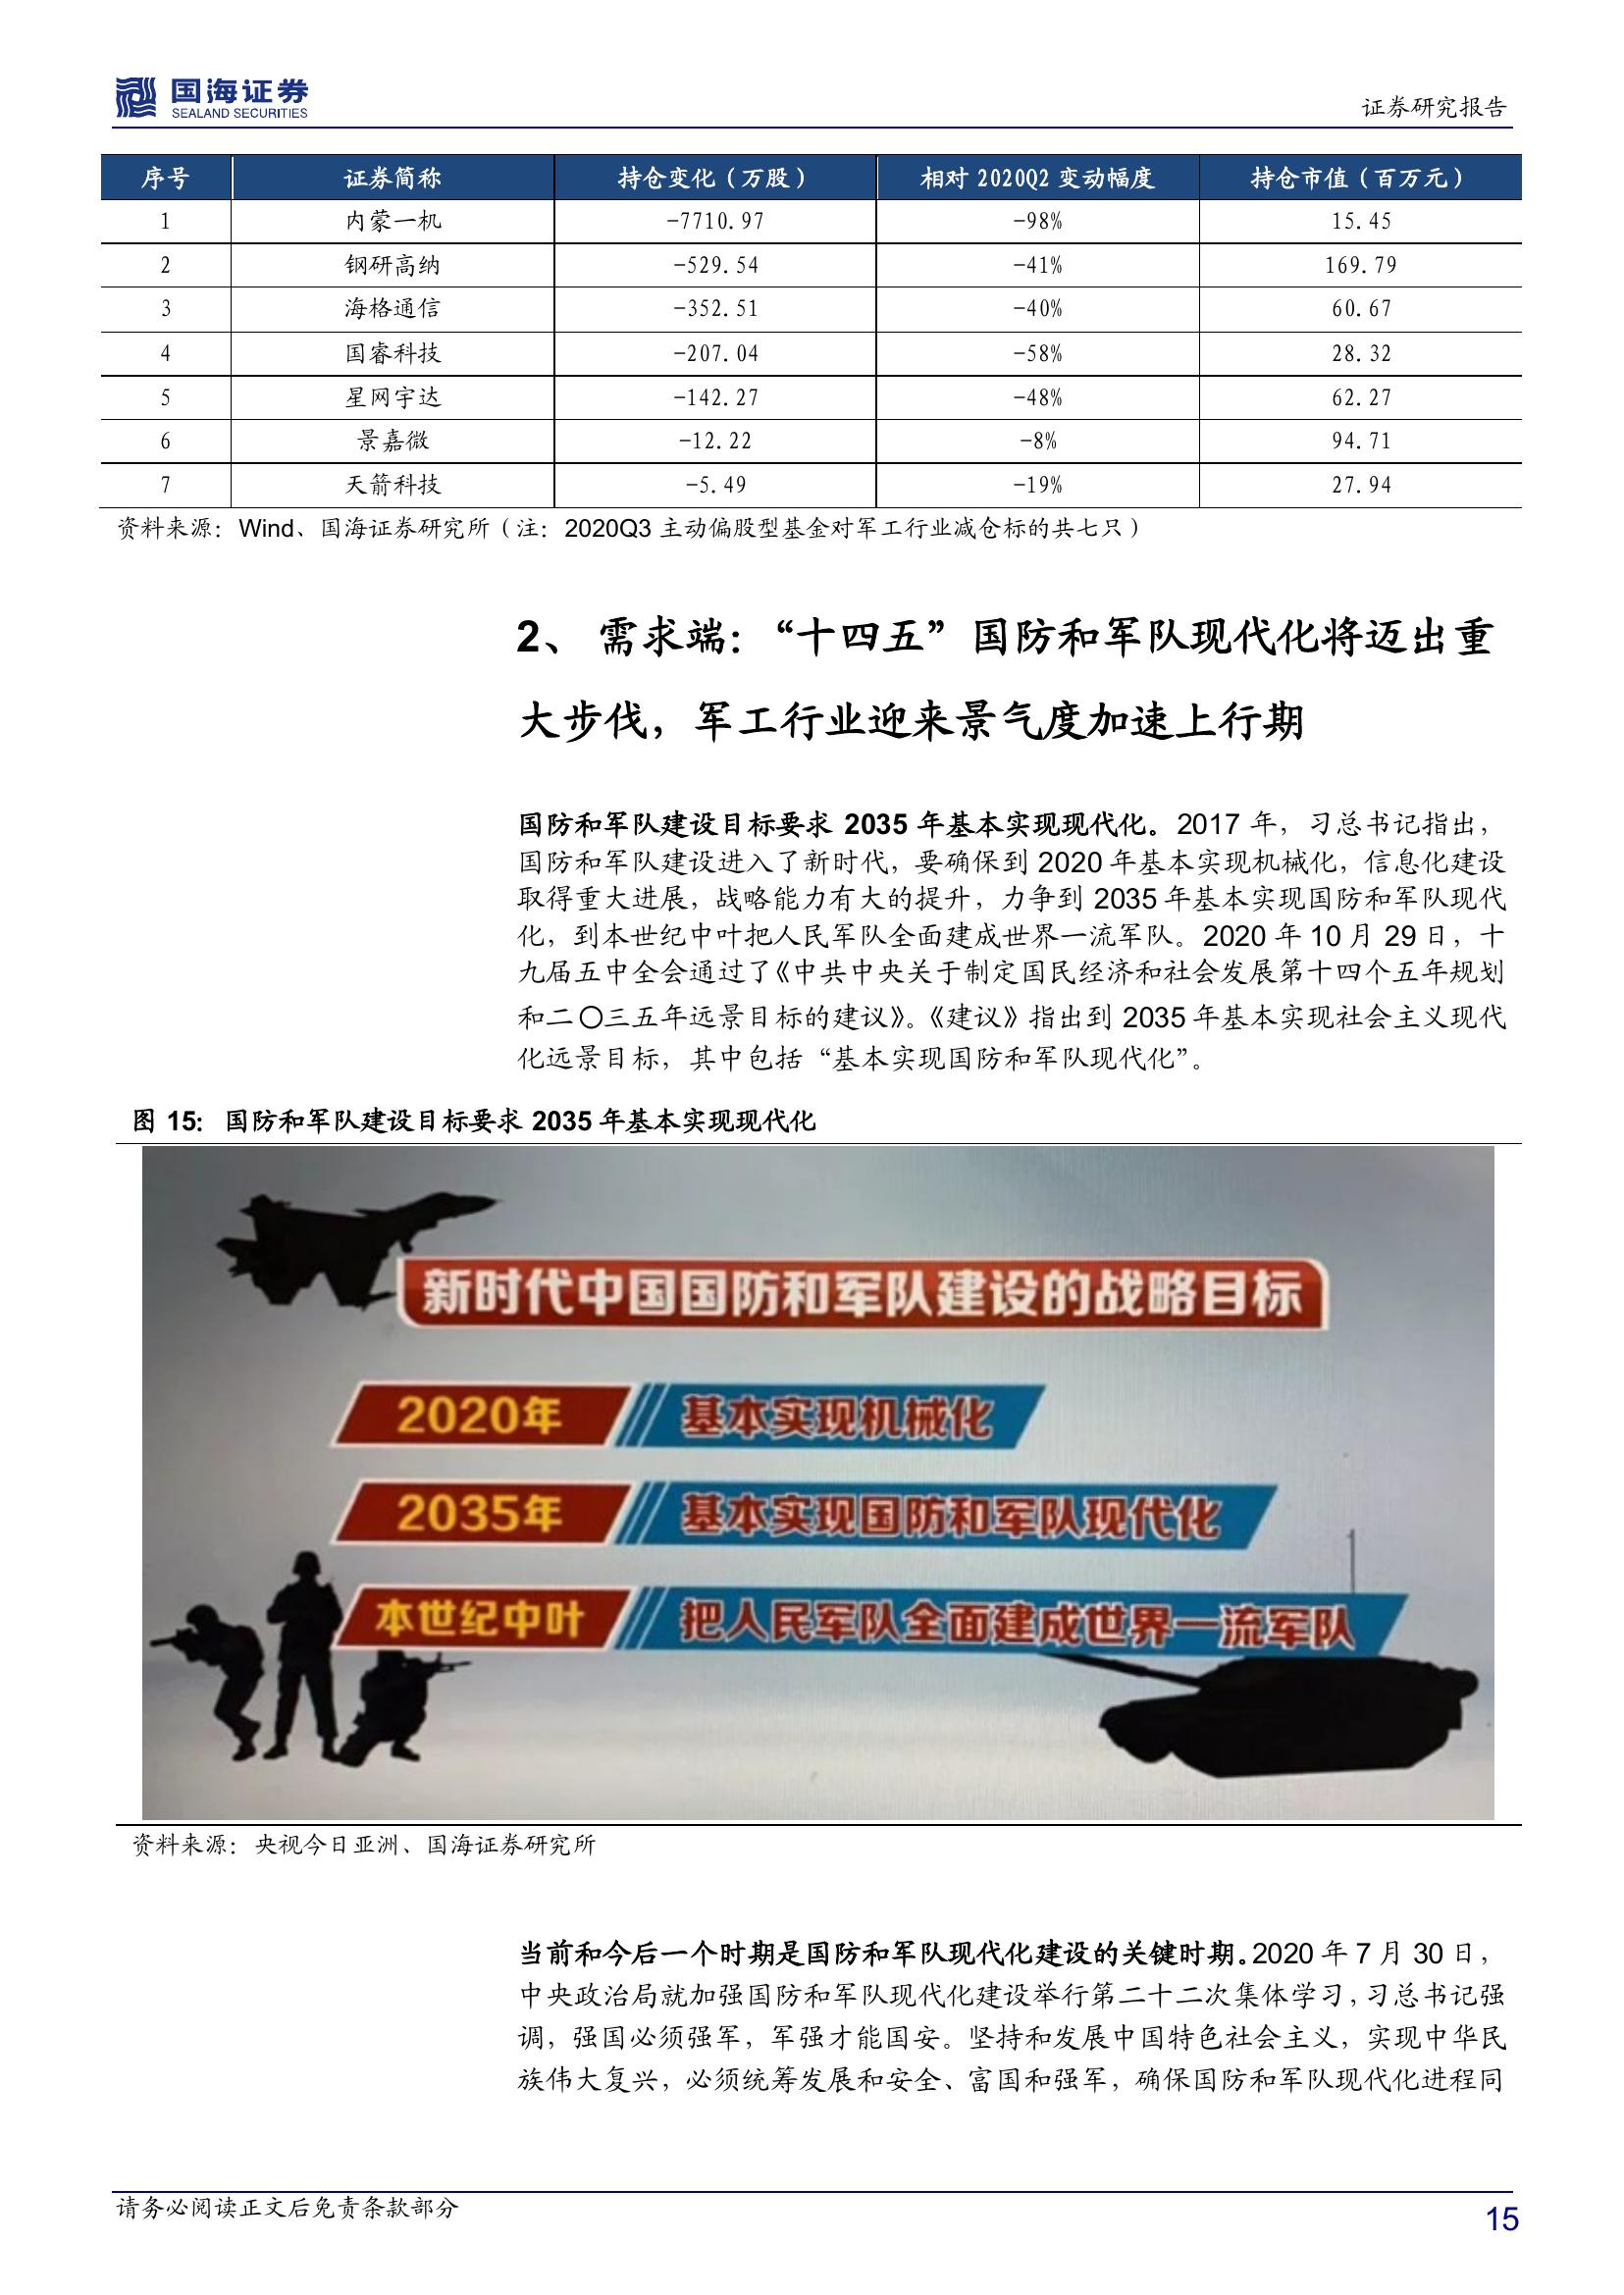 国海证券
SEALAND SECURITIES
证券研究报告
序号 证券简称 持仓变化（万股） 相对 2020Q2 变动幅度 持仓市值（百万元）
1 内蒙一机 -7710.97 -98% 15.45
2 钢研高纳 -529.54 -41% 169.79
3 海格通信 -352.51 -40% 60.67
4 国睿科技 -207.04 -58% 28.32
5 星网宇达 -142.27 -48% 62.27
6 景嘉微 -12.22 -8% 94.71
7 天箭科技 -5.49 -19% 27.94
资料来源：Wind、国海证券研究所（注：2020Q3 主动偏股型基金对军工行业减仓标的共七只）
2、 需求端：“十四五”国防和军队现代化将迈出重
大步伐，军工行业迎来景气度加速上行期
国防和军队建设目标要求 2035 年基本实现现代化。2017 年，习总书记指出，
国防和军队建设进入了新时代，要确保到 2020 年基本实现机械化，信息化建设
取得重大进展，战略能力有大的提升，力争到 2035 年基本实现国防和军队现代
化，到本世纪中叶把人民军队全面建成世界一流军队。2020 年 10 月 29 日，十
九届五中全会通过了《中共中央关于制定国民经济和社会发展第十四个五年规划
和二〇三五年远景目标的建议》。《建议》指出到 2035 年基本实现社会主义现代
化远景目标，其中包括“基本实现国防和军队现代化”。
图 15：国防和军队建设目标要求 2035 年基本实现现代化
新时代中国国防和军队建设的战略目标
2020年 基本实现机械化
2035年 基本实现国防和军队现代化
本世纪中叶 把人民军队全面建成世界一流军队
资料来源：央视今日亚洲、国海证券研究所
当前和今后一个时期是国防和军队现代化建设的关键时期。2020 年 7 月 30 日，
中央政治局就加强国防和军队现代化建设举行第二十二次集体学习，习总书记强
调，强国必须强军，军强才能国安。坚持和发展中国特色社会主义，实现中华民
族伟大复兴，必须统筹发展和安全、富国和强军，确保国防和军队现代化进程同
请务必阅读正文后免责条款部分
15